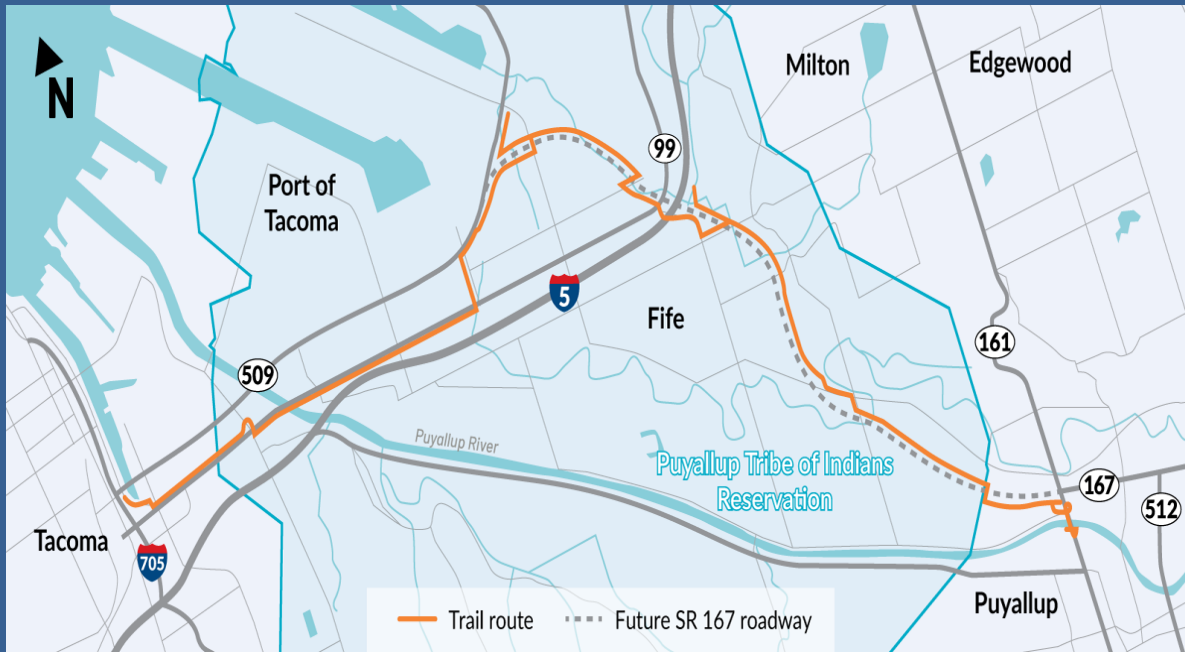 N
Milton
Edgewood
99
Port of
Tacoma
5
Fife
161
509
Puyallup River
Puyallup Tribe of Indians
Reservation
167
512
Tacoma
705
Puyallup
Trail route
Future SR 167 roadway